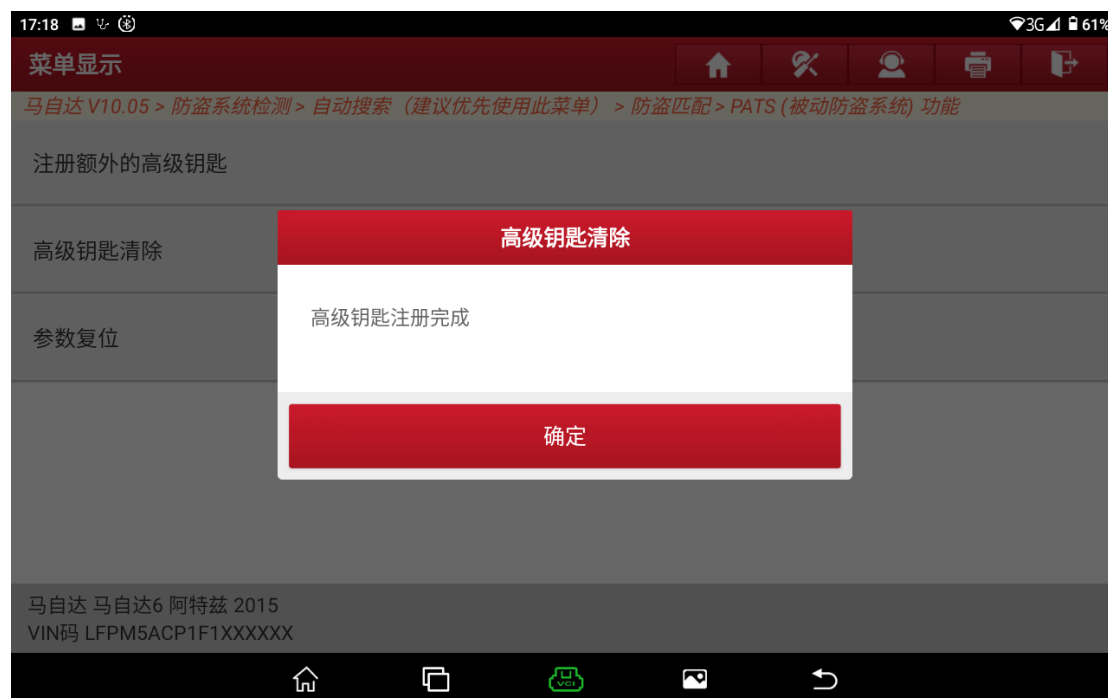 17:18 3G 61%
菜单显示
马自达 V10.05 > 防盗系统检测 > 自动搜索（建议优先使用此菜单） > 防盗匹配 > PATS (被动防盗系统) 功能
注册额外的高级钥匙
高级钥匙清除
高级钥匙清除
高级钥匙注册完成
参数复位
确定
马自达 马自达6 阿特兹 2015
VIN码 LFPM5ACP1F1XXXXXX
VCI